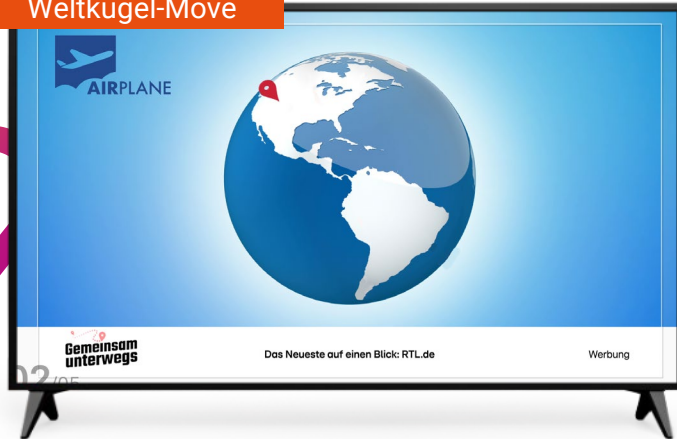 Weltkugel-Move
AIRPLANE
Gemeinsam
unterwegs
Das Neueste auf einen Blick: RTL.de
Werbung
02/05